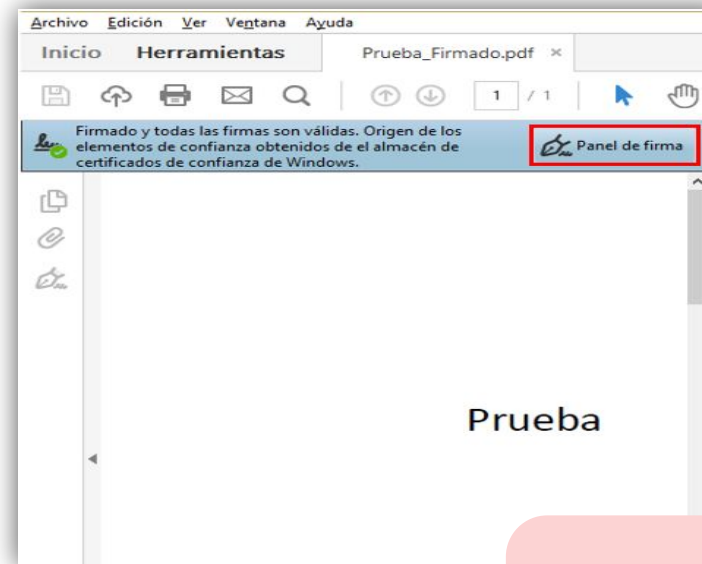 Archivo Edición Ver Ventana Ayuda
Inicio Herramientas Prueba_Firmado.pdf ×
1 / 1
Firmado y todas las firmas son válidas. Origen de los
elementos de confianza obtenidos de el almacén de
certificados de confianza de Windows.
Panel de firma
Prueba